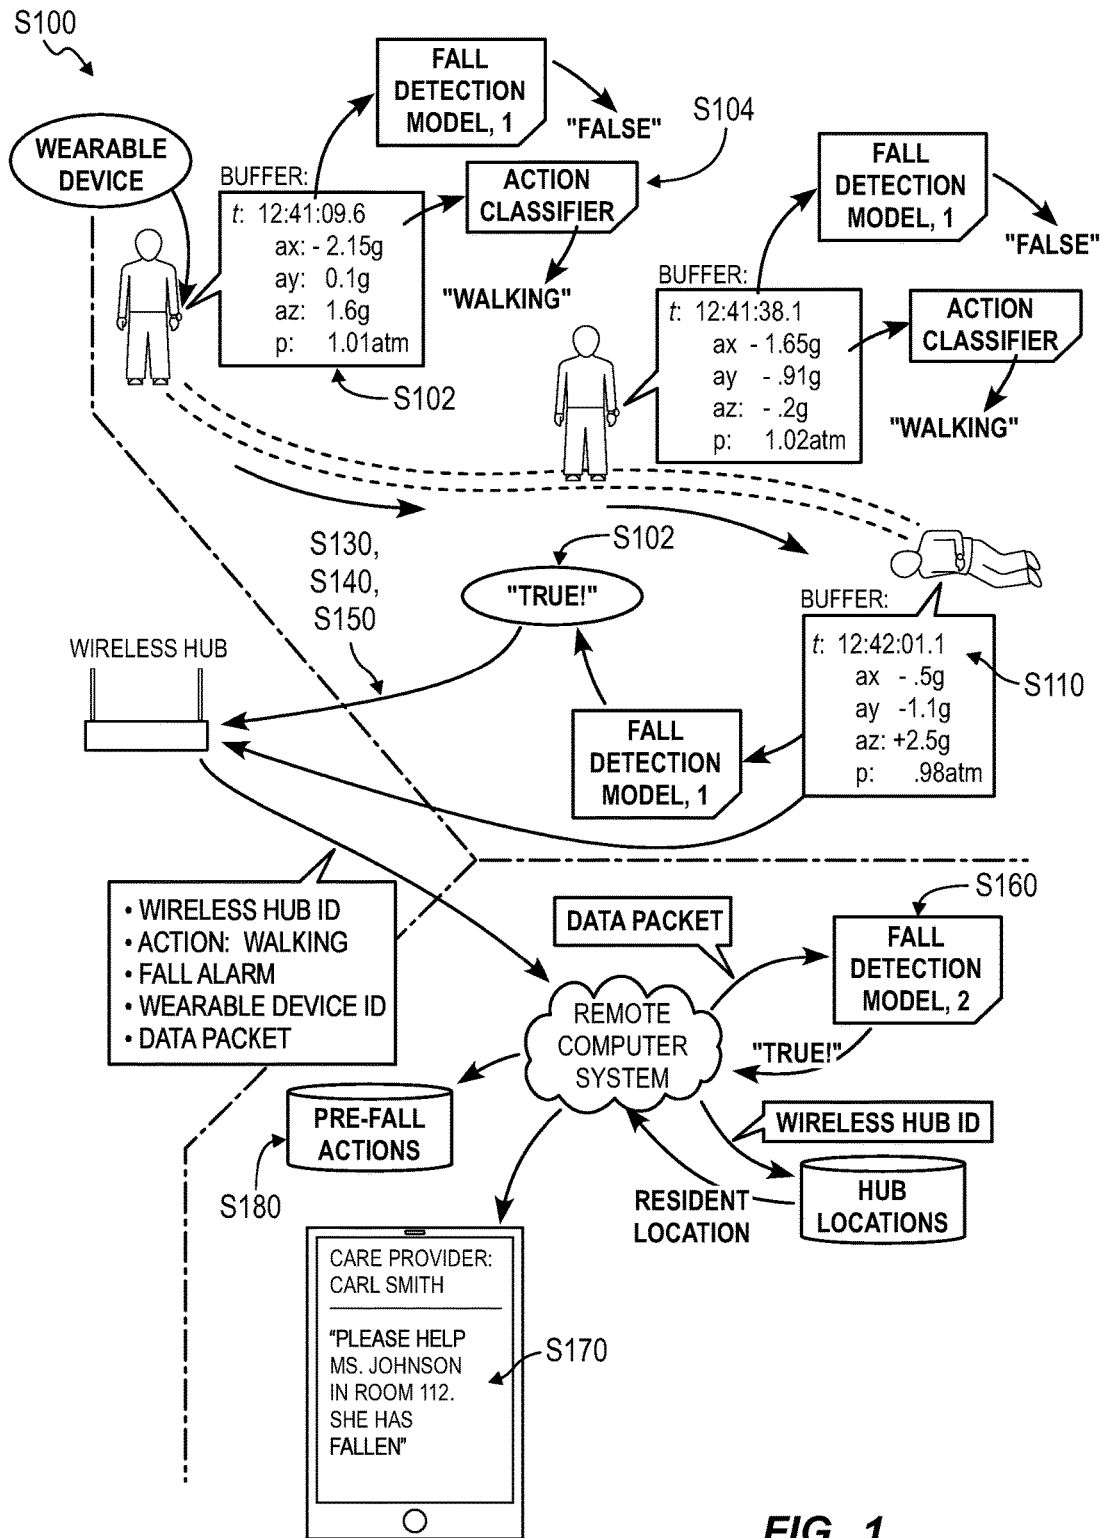 S100
WEARABLE
DEVICE
FALL
DETECTION
MODEL, 1
"FALSE"
S104
BUFFER:
t: 12:41:09.6
ax: - 2.15g
ay: 0.1g
az: 1.6g
p: 1.01atm
ACTION
CLASSIFIER
"WALKING"
S102
FALL
DETECTION
MODEL, 1
"FALSE"
BUFFER:
t: 12:41:38.1
ax - 1.65g
ay - .91g
az: - .2g
p: 1.02atm
ACTION
CLASSIFIER
"WALKING"
S130,
S140,
S150
S102
"TRUE!"
BUFFER:
t: 12:42:01.1
ax - .5g
ay -1.1g
az: +2.5g
p: .98atm
S110
WIRELESS HUB
FALL
DETECTION
MODEL, 1
• WIRELESS HUB ID
• ACTION: WALKING
• FALL ALARM
• WEARABLE DEVICE ID
• DATA PACKET
DATA PACKET
S160
FALL
DETECTION
MODEL, 2
REMOTE
COMPUTER
SYSTEM
"TRUE!"
PRE-FALL
ACTIONS
S180
WIRELESS HUB ID
RESIDENT
LOCATION
HUB
LOCATIONS
CARE PROVIDER:
CARL SMITH
"PLEASE HELP
MS. JOHNSON
IN ROOM 112.
SHE HAS
FALLEN"
S170
FIG. 1